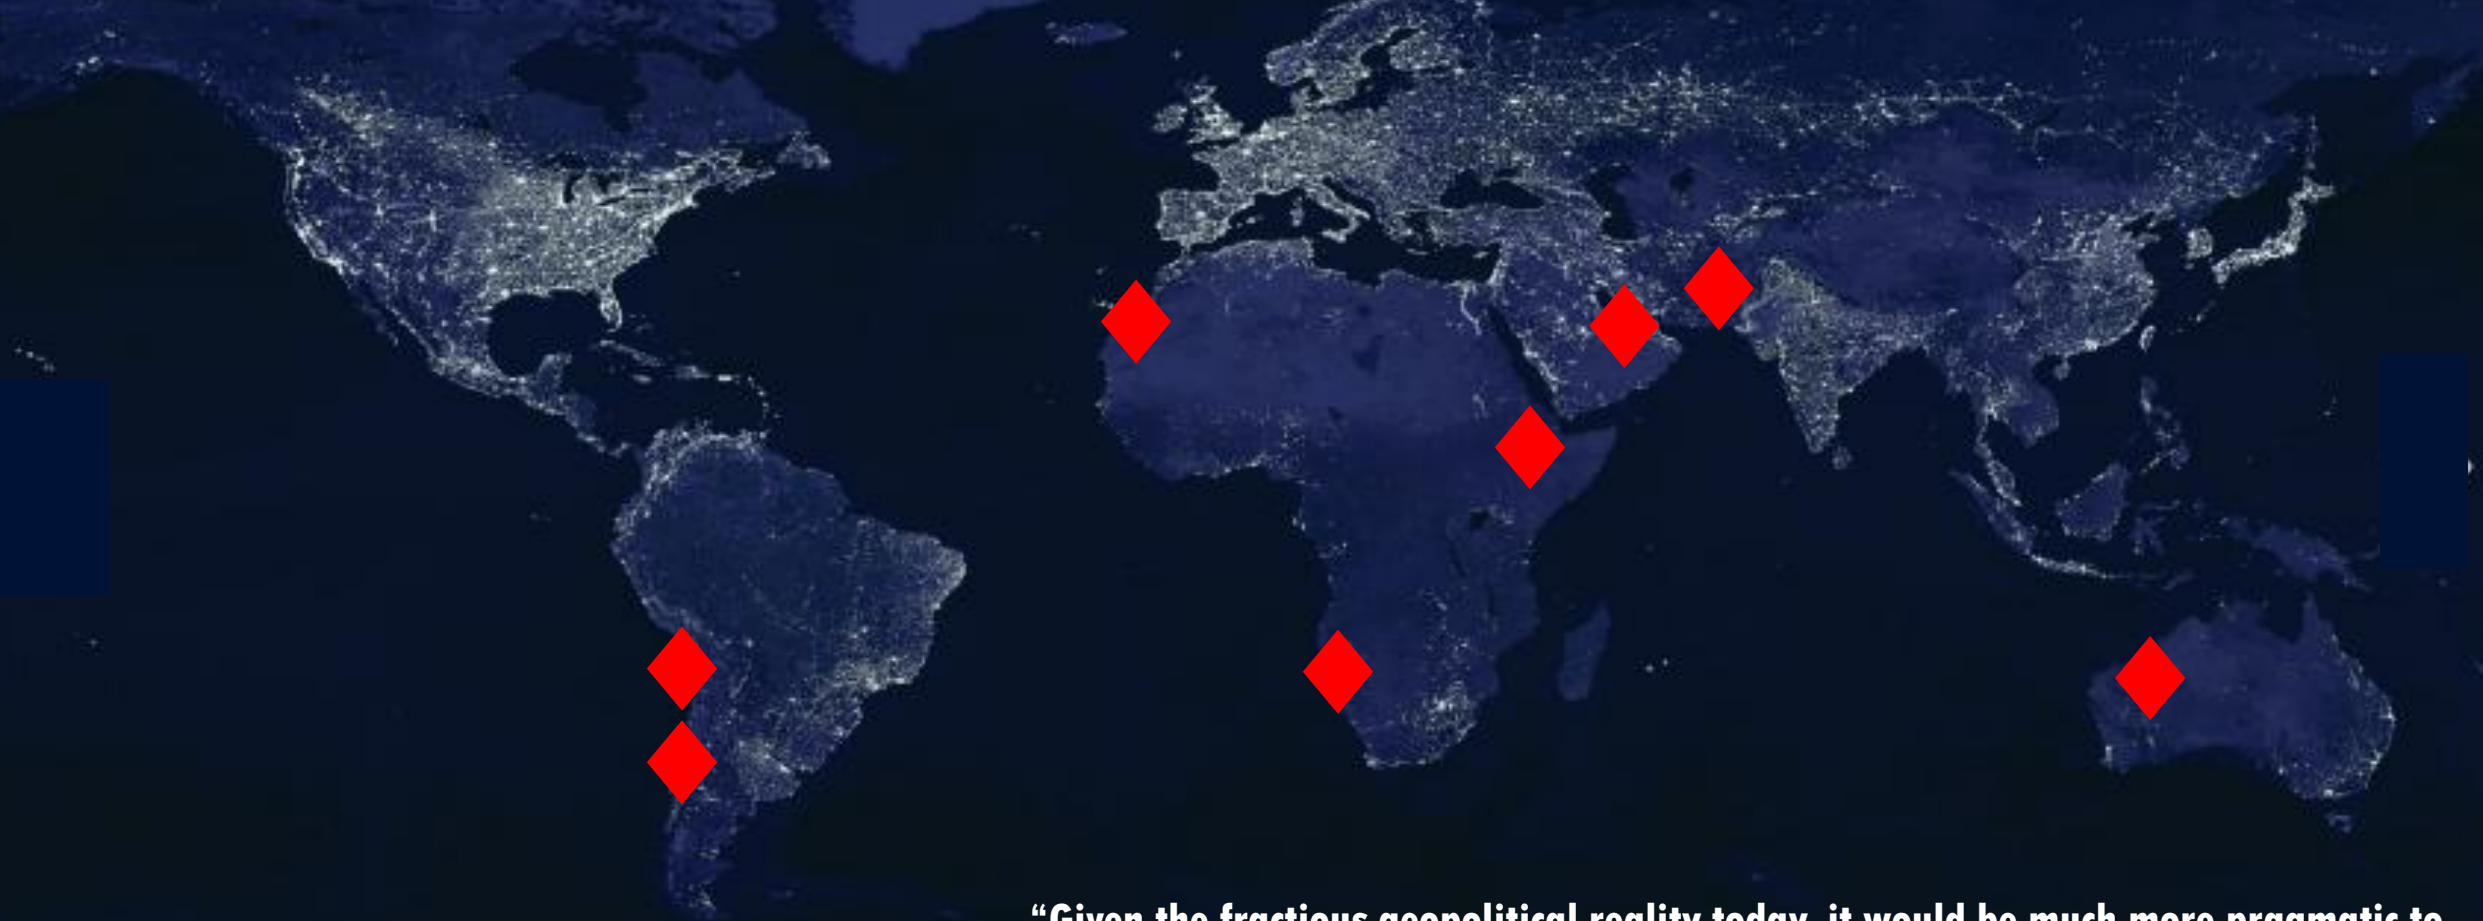 “Given the fractious geopolitical reality today, it would be much more pragmatic to